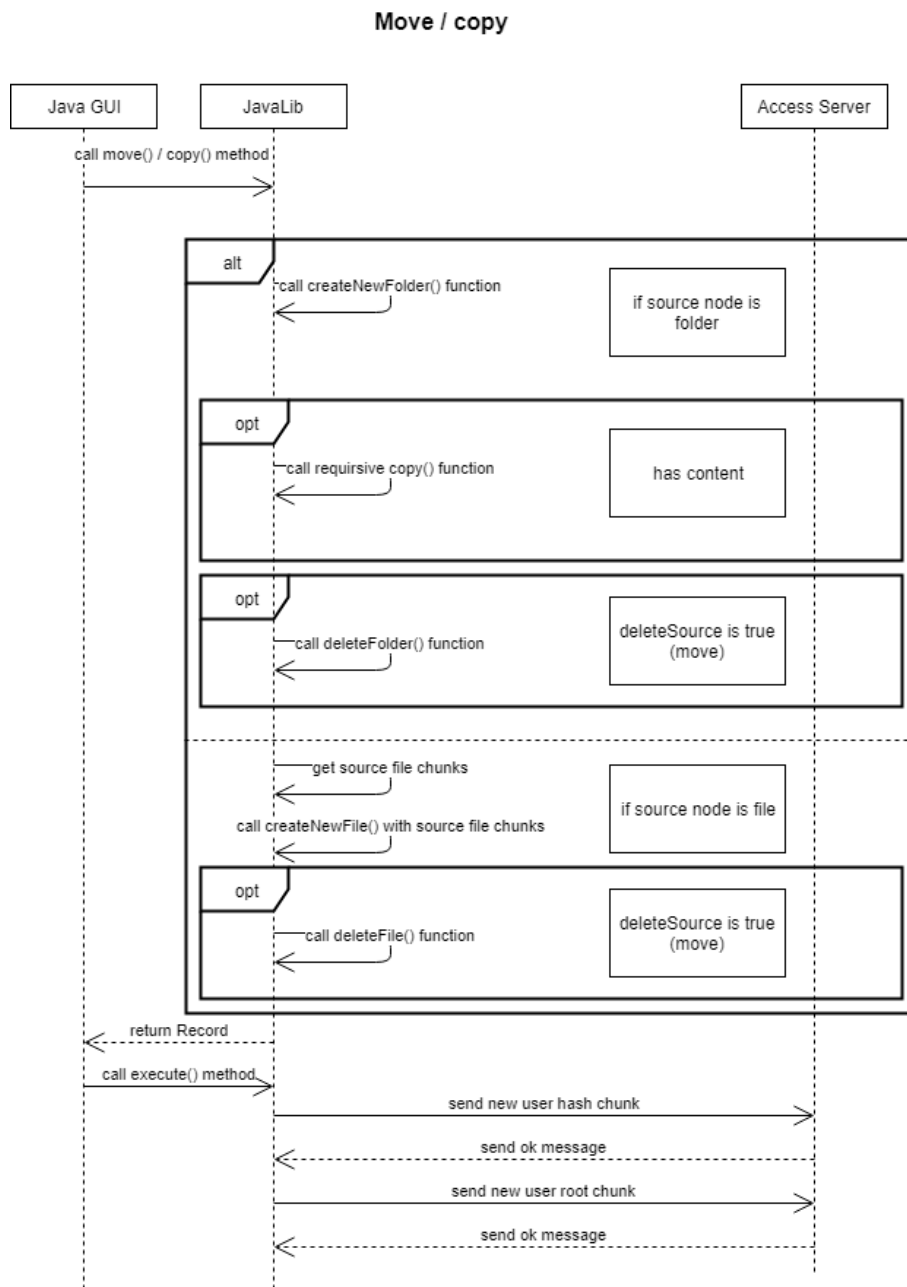 Move / copy
Java GUI
JavaLib
Access Server
call move() / copy() method
alt
call createNewFolder() function
if source node is
folder
opt
call requirsive copy() function
has content
opt
call deleteFolder() function
deleteSource is true
(move)
get source file chunks
call createNewFile() with source file chunks
if source node is file
opt
call deleteFile() function
deleteSource is true
(move)
return Record
call execute() method
send new user hash chunk
send ok message
send new user root chunk
send ok message